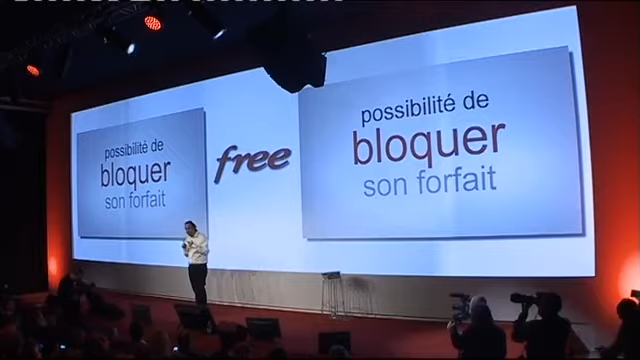 possibilité de
bloquer
son forfait
free
possibilité de
bloquer
son forfait